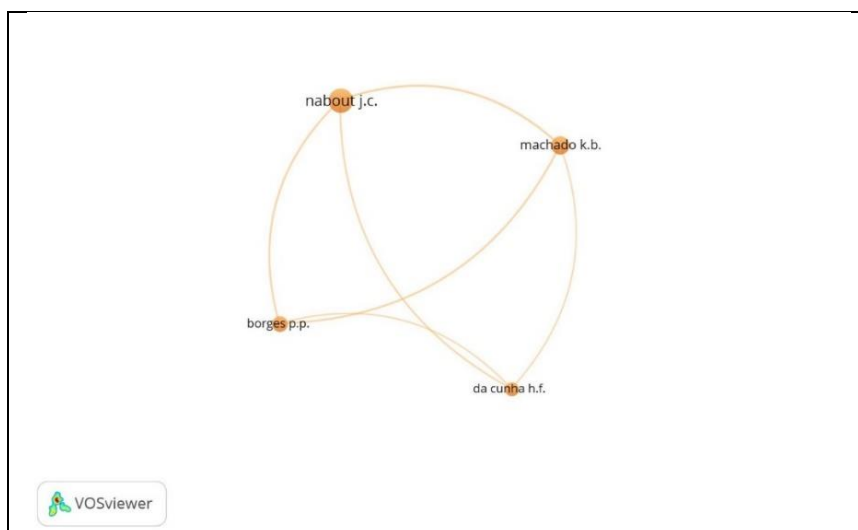 nabout j.c.
machado k.b.
borges p.p.
da cunha h.f.
VOSviewer